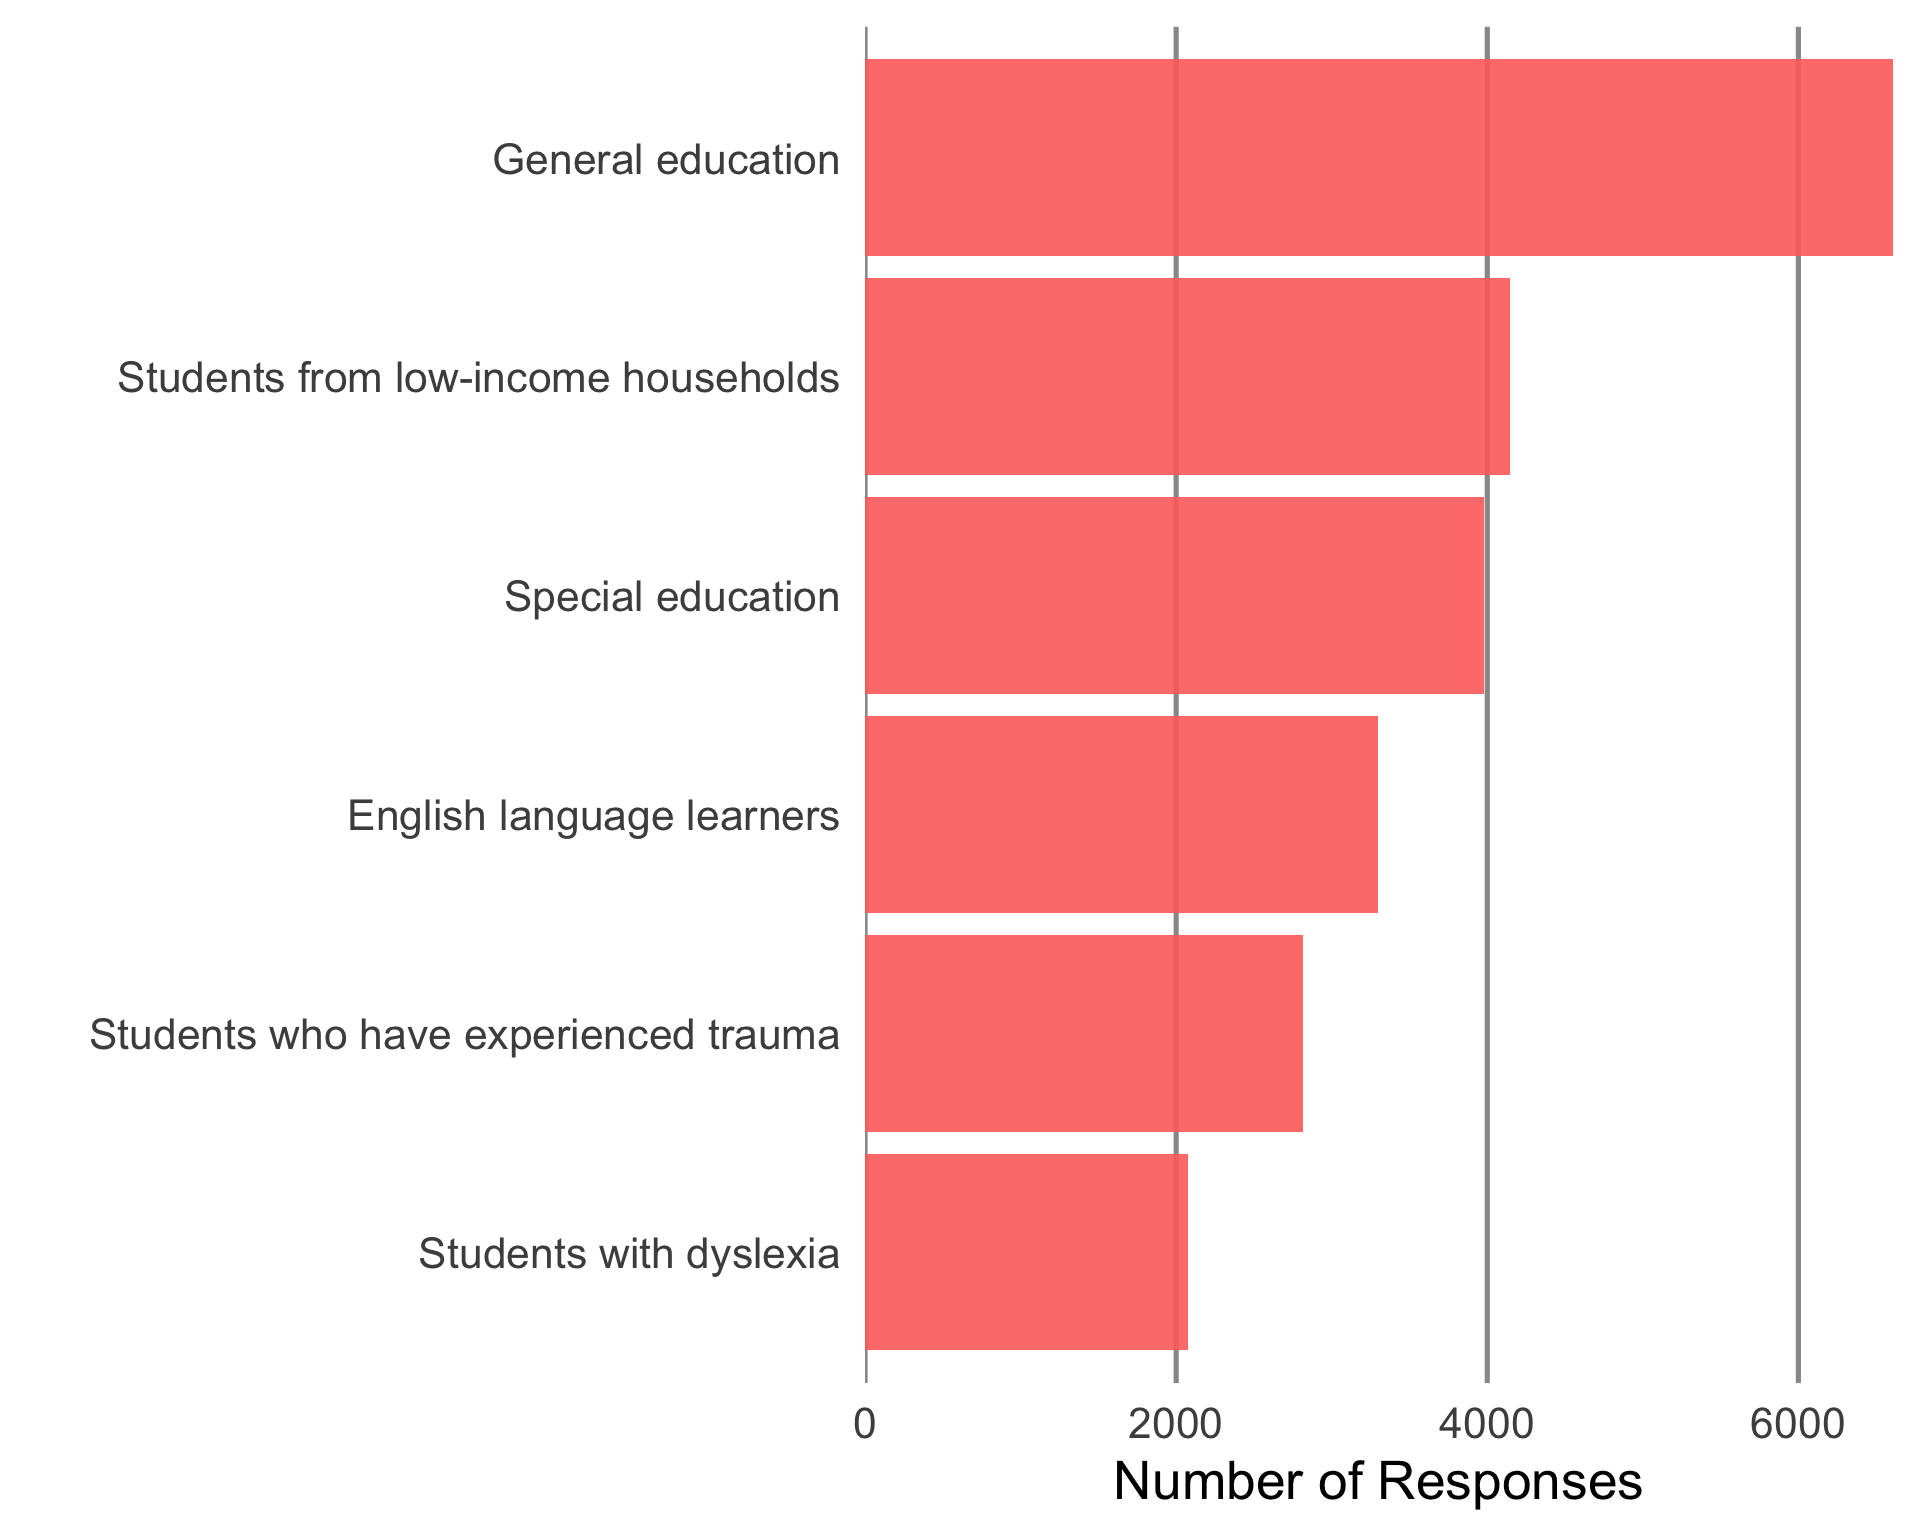 General education
Students from low-income households
Special education
English language learners
Students who have experienced trauma
Students with dyslexia
0 2000 4000 6000
Number of Responses